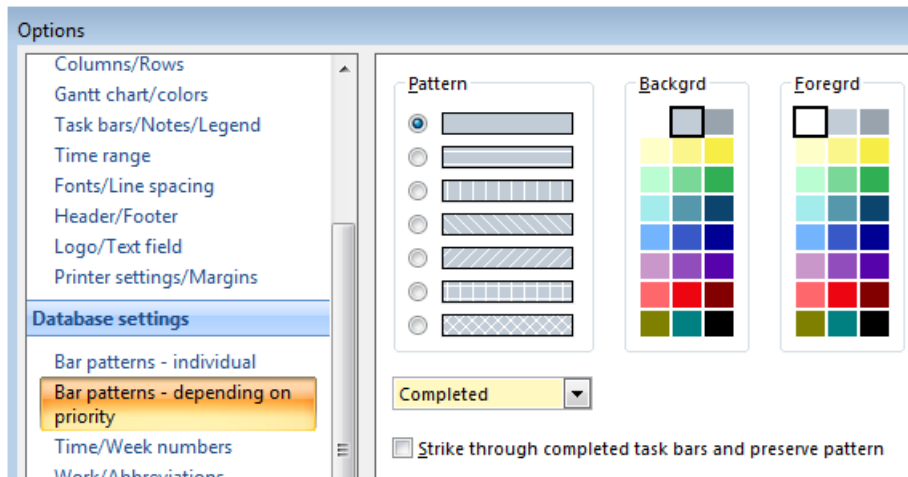 Options
Columns/Rows
Gantt chart/colors
Task bars/Notes/Legend
Time range
Fonts/Line spacing
Header/Footer
Logo/Text field
Printer settings/Margins
Database settings
Bar patterns - individual
Bar patterns - depending on
priority
Time/Week numbers
Work/Abbreviations
Pattern
Backgrd
Foregrd
Completed
Strike through completed task bars and preserve pattern